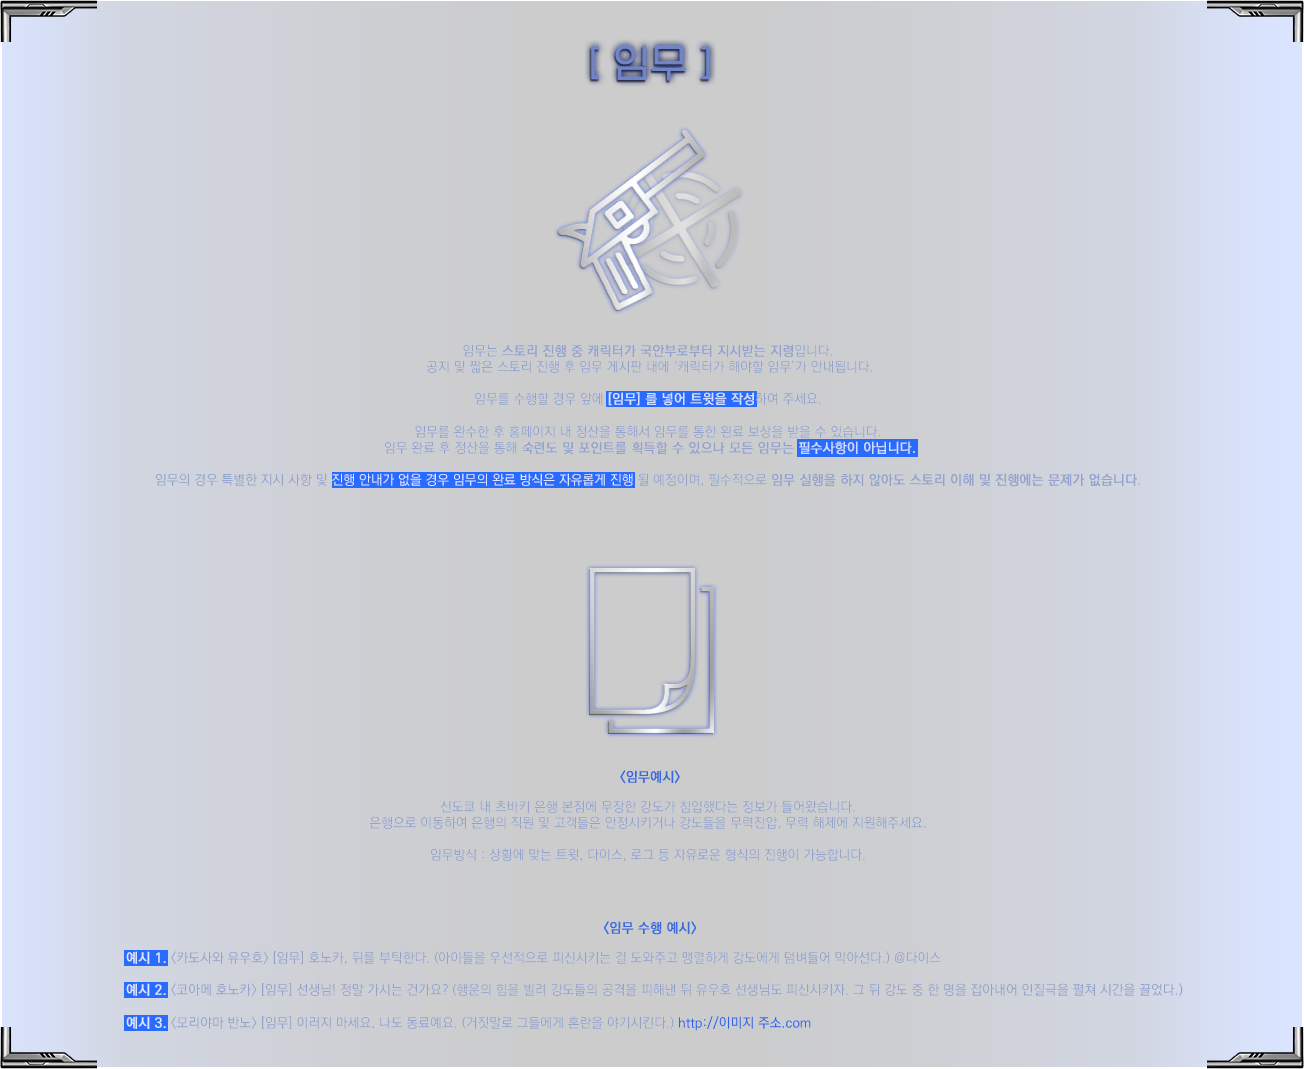 [ 임무 ]
임무는 스토리 진행 중 캐릭터가 국안부로부터 지시받는 지령입니다.
공지 및 짧은 스토리 진행 후 임무 게시판 내에 '캐릭터가 해야할 임무'가 안내됩니다.
임무를 수행할 경우 앞에 [임무] 를 넣어 트윗을 작성하여 주세요.
임무를 완수한 후 홈페이지 내 정산을 통해서 임무를 통한 완료 보상을 받을 수 있습니다.
임무 완료 후 정산을 통해 숙련도 및 포인트를 획득할 수 있으나 모든 임무는 필수사항이 아닙니다.
임무의 경우 특별한 지시 사항 및 진행 안내가 없을 경우 임무의 완료 방식은 자유롭게 진행 될 예정이며, 필수적으로 임무 실행을 하지 않아도 스토리 이해 및 진행에는 문제가 없습니다.
<임무예시>
신도쿄 내 츠바키 은행 본점에 무장한 강도가 침입했다는 정보가 들어왔습니다.
은행으로 이동하여 은행의 직원 및 고객들은 안정시키거나 강도들을 무력진압, 무력 해제에 지원해주세요.
임무방식 : 상황에 맞는 트윗, 다이스, 로그 등 자유로운 형식의 진행이 가능합니다.
<임무 수행 예시>
예시 1. <카도시와 유우호> [임무] 호노카, 뒤를 부탁한다. (아이들을 우선적으로 피신시키는 걸 도와주고 맹렬하게 강도에게 덤벼들어 막아선다.) @다이스
예시 2. <코아메 호노카> [임무] 선생님! 정말 가시는 건가요? (행운의 힘을 빌려 강도들의 공격을 피해낸 뒤 유우호 선생님도 피신시키자. 그 뒤 강도 중 한 명을 잡아내어 인질극을 펼쳐 시간을 끌었다.)
예시 3. <모리야마 반노> [임무] 이러지 마세요, 나도 동료예요. (거짓말로 그들에게 혼란을 야기시킨다.) http://이미지 주소.com